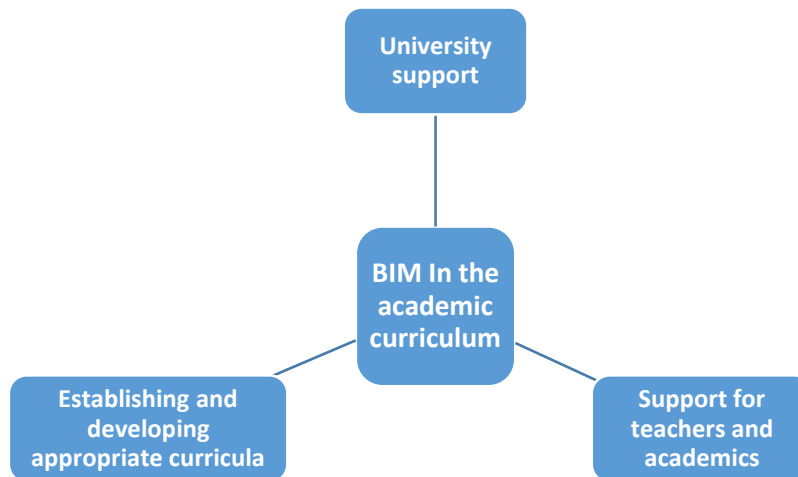 University
support
BIM In the
academic
curriculum
Establishing and
developing
appropriate curricula
Support for
teachers and
academics